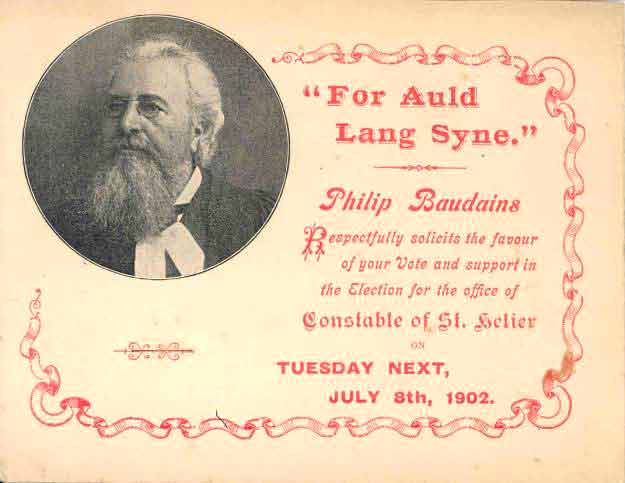 “For Auld
Lang Syne.”
Philip Baudains
Respectfully solicits the favour
of your Vote and support in
the Election for the office of
Constable of St. Helier
ON
TUESDAY NEXT,
JULY 8th, 1902.